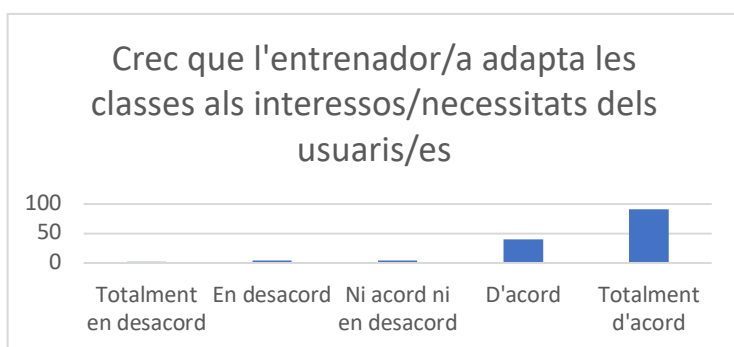 Crec que l'entrenador/a adapta les
classes als interessos/necessitats dels
usuaris/es
100
50
0
Totalment
en desacord
En desacord
Ni acord ni
en desacord
D'acord
Totalment
d'acord